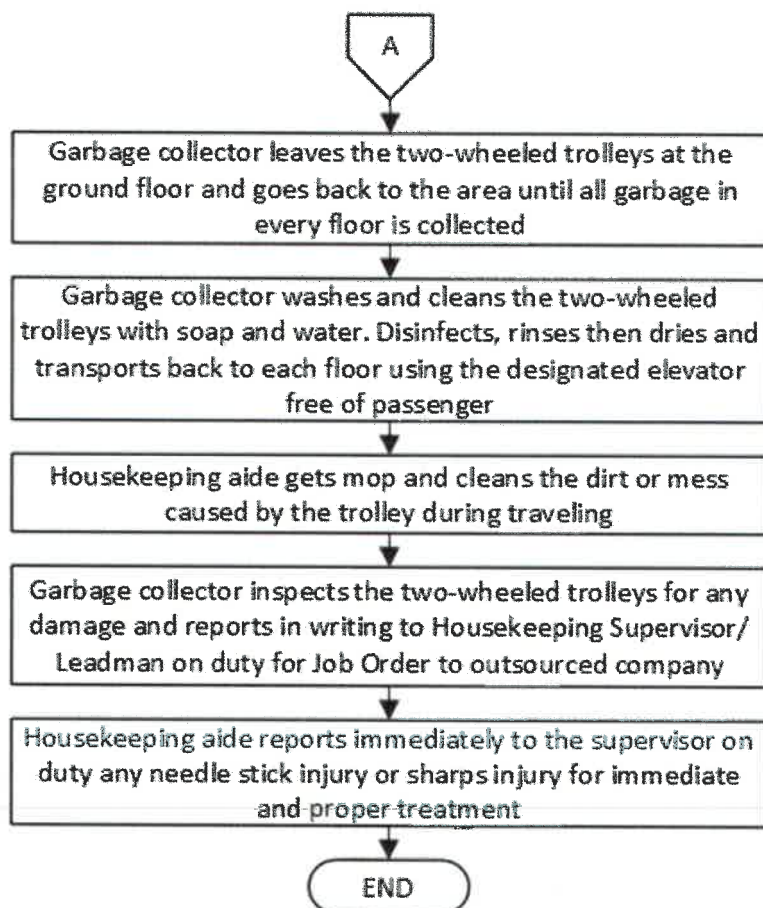 A
Garbage collector leaves the two-wheeled trolleys at the
ground floor and goes back to the area until all garbage in
every floor is collected
Garbage collector washes and cleans the two-wheeled
trolleys with soap and water. Disinfects, rinses then dries and
transports back to each floor using the designated elevator
free of passenger
Housekeeping aide gets mop and cleans the dirt or mess
caused by the trolley during traveling
Garbage collector inspects the two-wheeled trolleys for any
damage and reports in writing to Housekeeping Supervisor/
Leadman on duty for Job Order to outsourced company
Housekeeping aide reports immediately to the supervisor on
duty any needle stick injury or sharps injury for immediate
and proper treatment
END